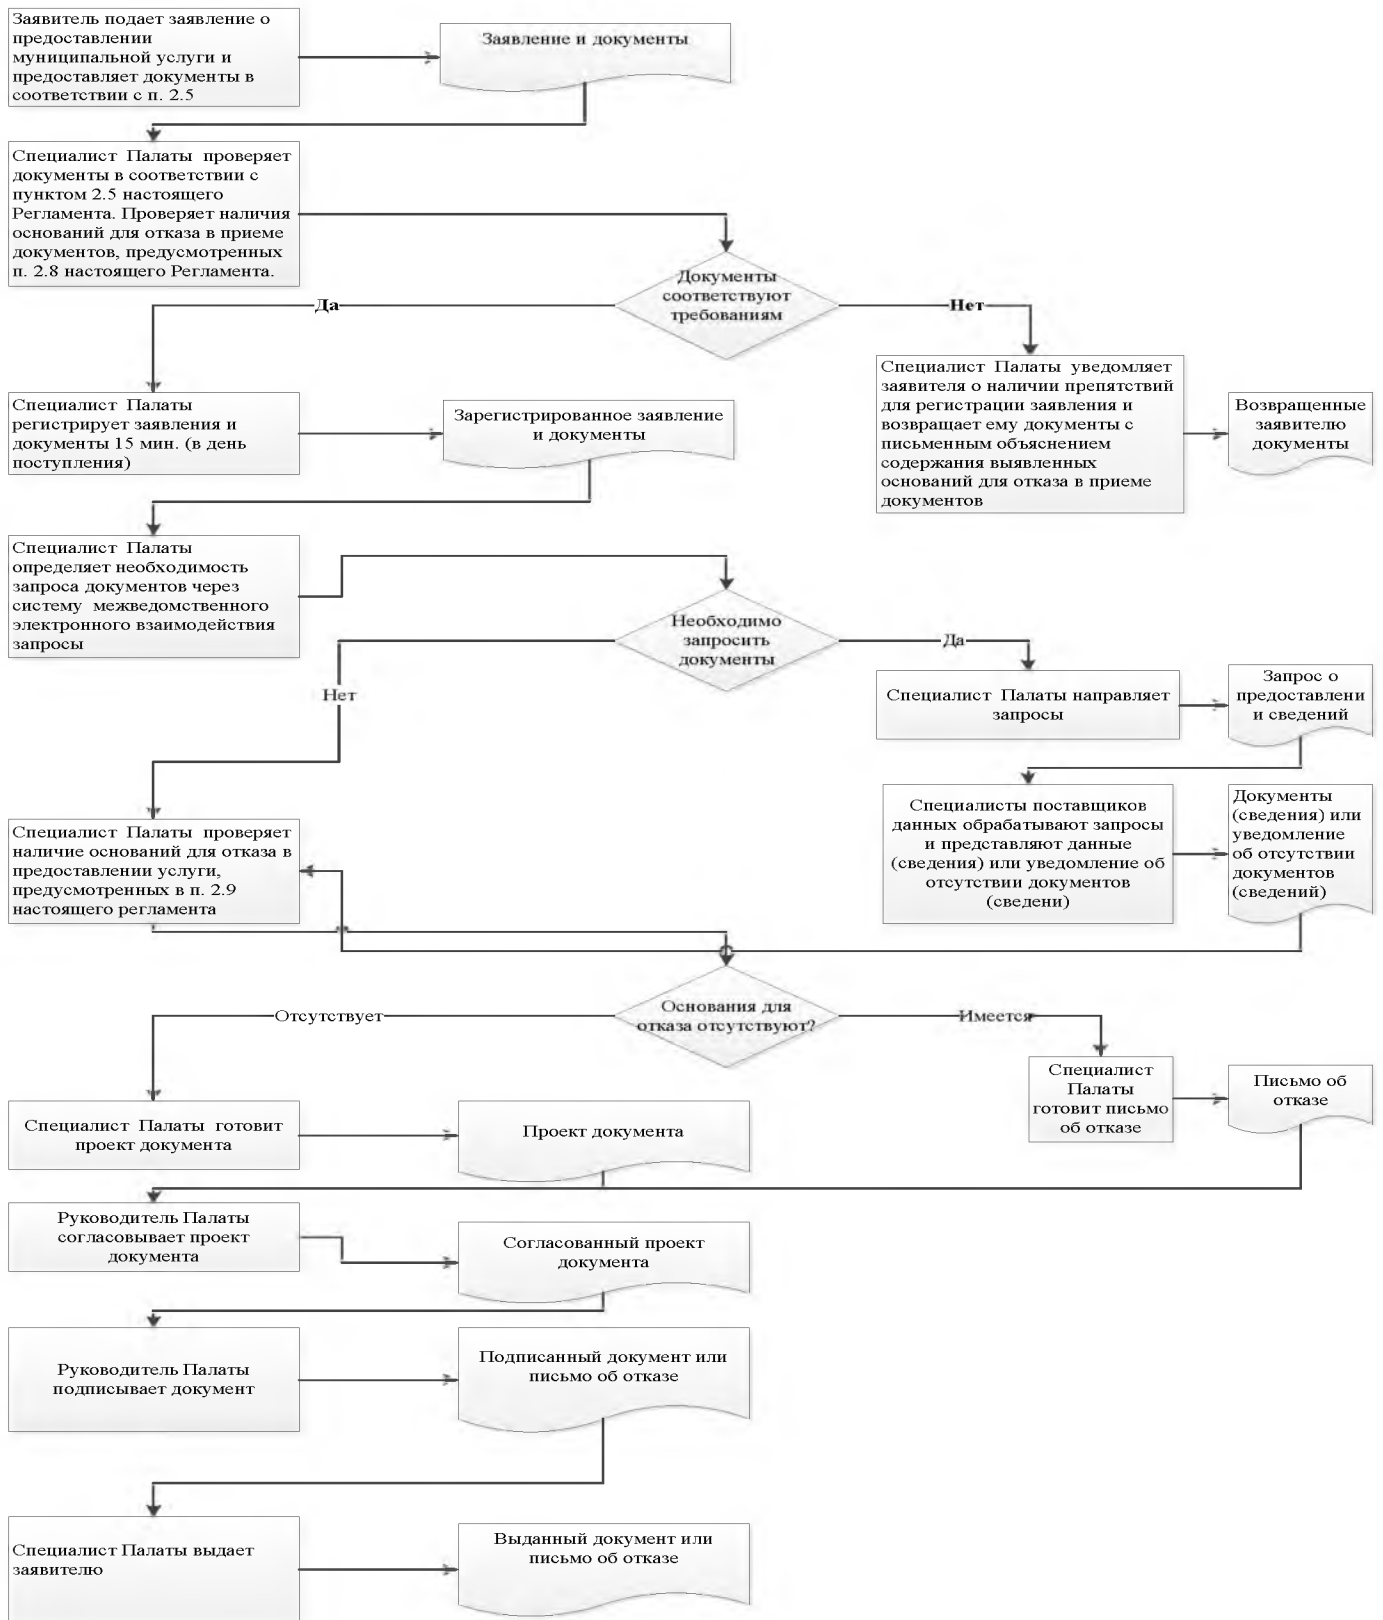 Заявитель подает заявление о
предоставлении
муниципальной услуги и
предоставляет документы в
соответствии с п. 2.5
Заявление и документы
Специалист Палаты проверяет
документы в соответствии с
пунктом 2.5 настоящего
Регламента. Проверяет наличия
оснований для отказа в приеме
документов, предусмотренных
п. 2.8 настоящего Регламента.
Документы
соответствуют
требованиям
Да
Нет
Специалист Палаты
регистрирует заявления и
документы 15 мин. (в день
поступления)
Зарегистрированное заявление
и документы
Специалист Палаты уведомляет
заявителя о наличии препятствий
для регистрации заявления и
возвращает ему документы с
письменным объяснением
содержания выявленных
оснований для отказа в приеме
документов
Возвращенные
заявителю
документы
Специалист Палаты
определяет необходимость
запроса документов через
систему межведомственного
электронного взаимодействия
запросы
Необходимо
запросить
документы
Да
Нет
Специалист Палаты направляет
запросы
Запрос о
предоставлени
и сведений
Специалисты поставщиков
данных обрабатывают запросы
и представляют данные
(сведения) или уведомление об
отсутствии документов
(сведени)
Документы
(сведения) или
уведомление
об отсутствии
документов
(сведений)
Специалист Палаты проверяет
наличие оснований для отказа в
предоставлении услуги,
предусмотренных в п. 2.9
настоящего регламента
Основания для
отказа отсутствуют?
Отсутствует
Имеется
Специалист
Палаты
готовит письмо
об отказе
Письмо об
отказе
Специалист Палаты готовит
проект документа
Проект документа
Руководитель Палаты
согласовывает проект
документа
Согласованный проект
документа
Руководитель Палаты
подписывает документ
Подписанный документ или
письмо об отказе
Специалист Палаты выдает
заявителю
Выданный документ или
письмо об отказе